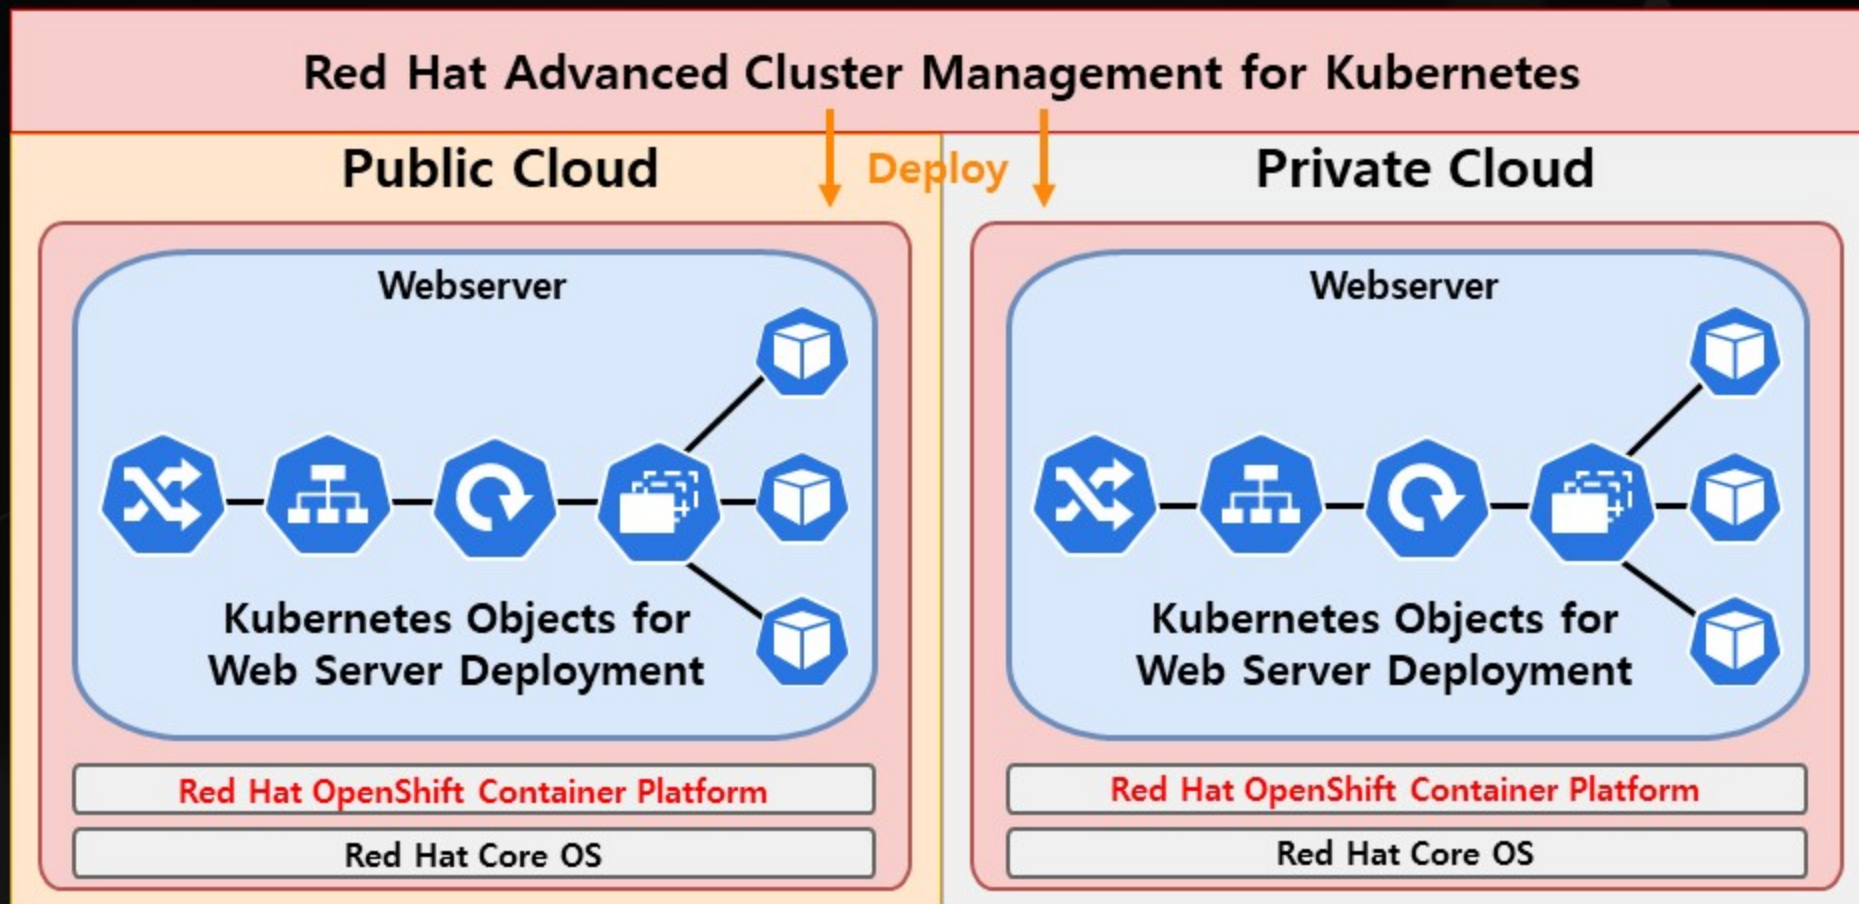 Red Hat Advanced Cluster Management for Kubernetes
Public Cloud
Deploy
Private Cloud
Webserver
Kubernetes Objects for
Web Server Deployment
Red Hat OpenShift Container Platform
Red Hat Core OS
Webserver
Kubernetes Objects for
Web Server Deployment
Red Hat OpenShift Container Platform
Red Hat Core OS